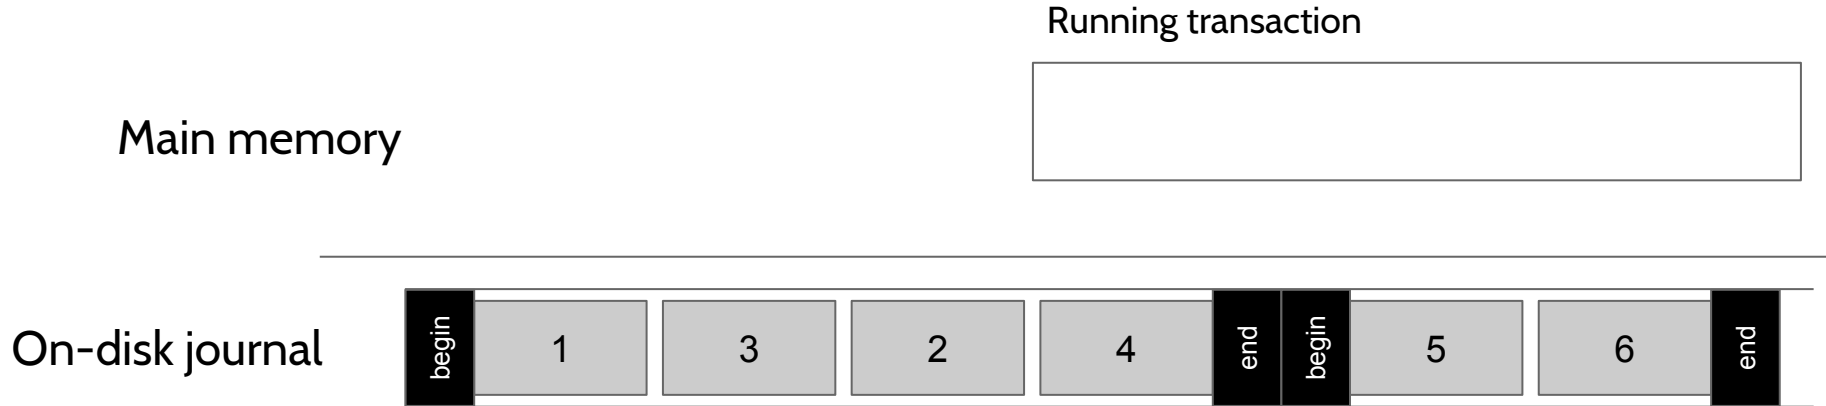 Running transaction
Main memory
On-disk journal
begin 1 3 2 4 end begin 5 6 end